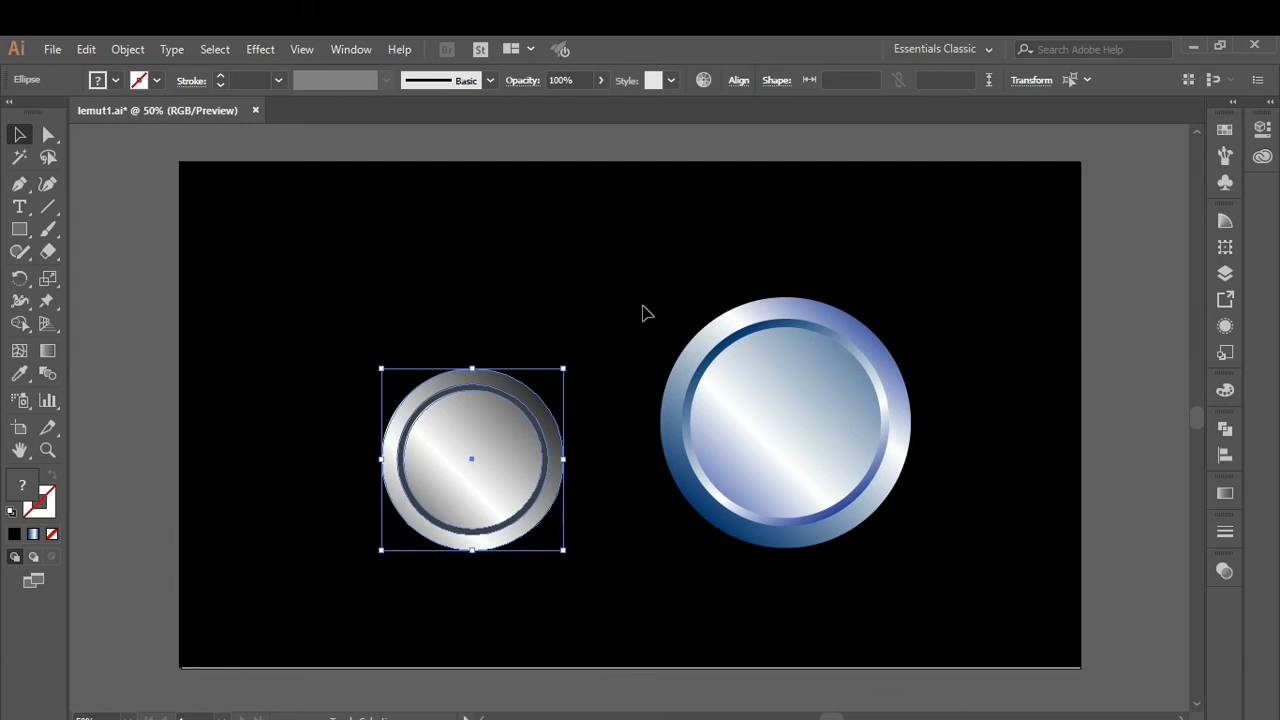 Ai File Edit Object Type Select Effect View Window Help Br St Essentials Classic Search Adobe Help
Ellipse ? Stroke: Basic Opacity: 100% Style: Align Shape: Transform
lemut1.ai* @ 50% (RGB/Preview)
?